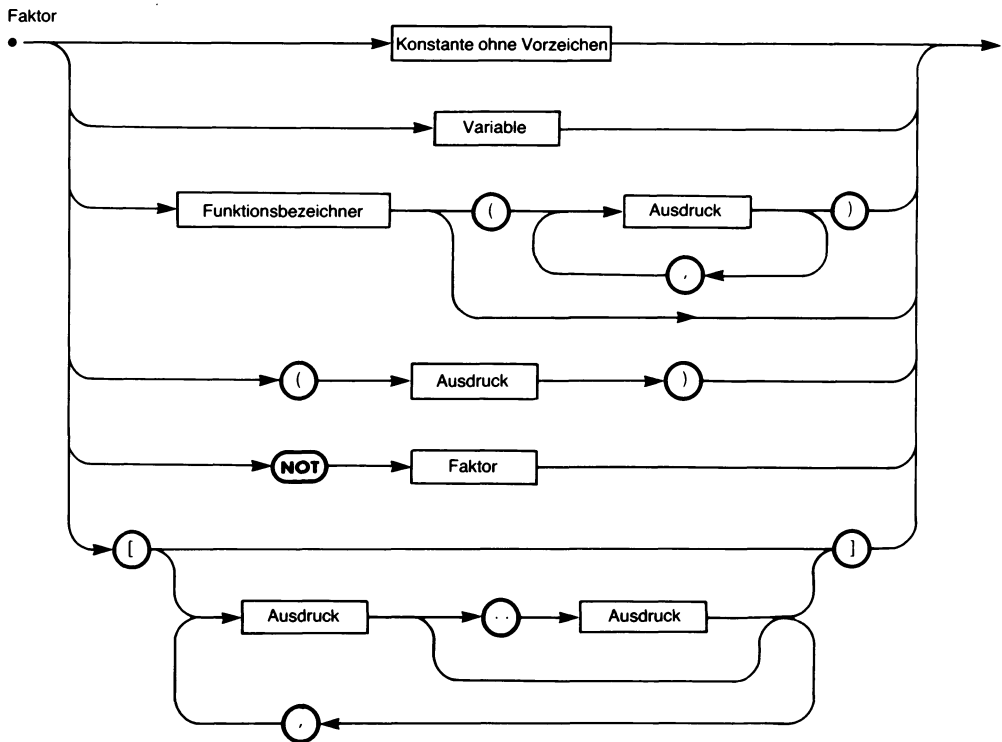 Faktor
Konstante ohne Vorzeichen
Variable
Funktionsbezeichner ( Ausdruck )
,
( Ausdruck )
NOT Faktor
[ ]
Ausdruck .. Ausdruck
,